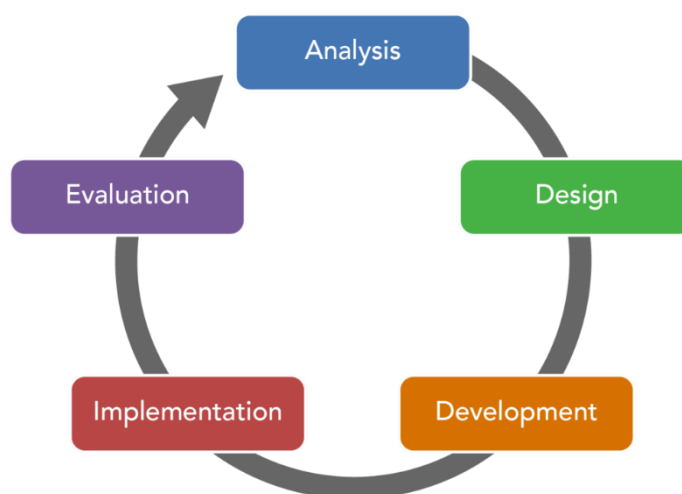 Analysis
Design
Development
Implementation
Evaluation